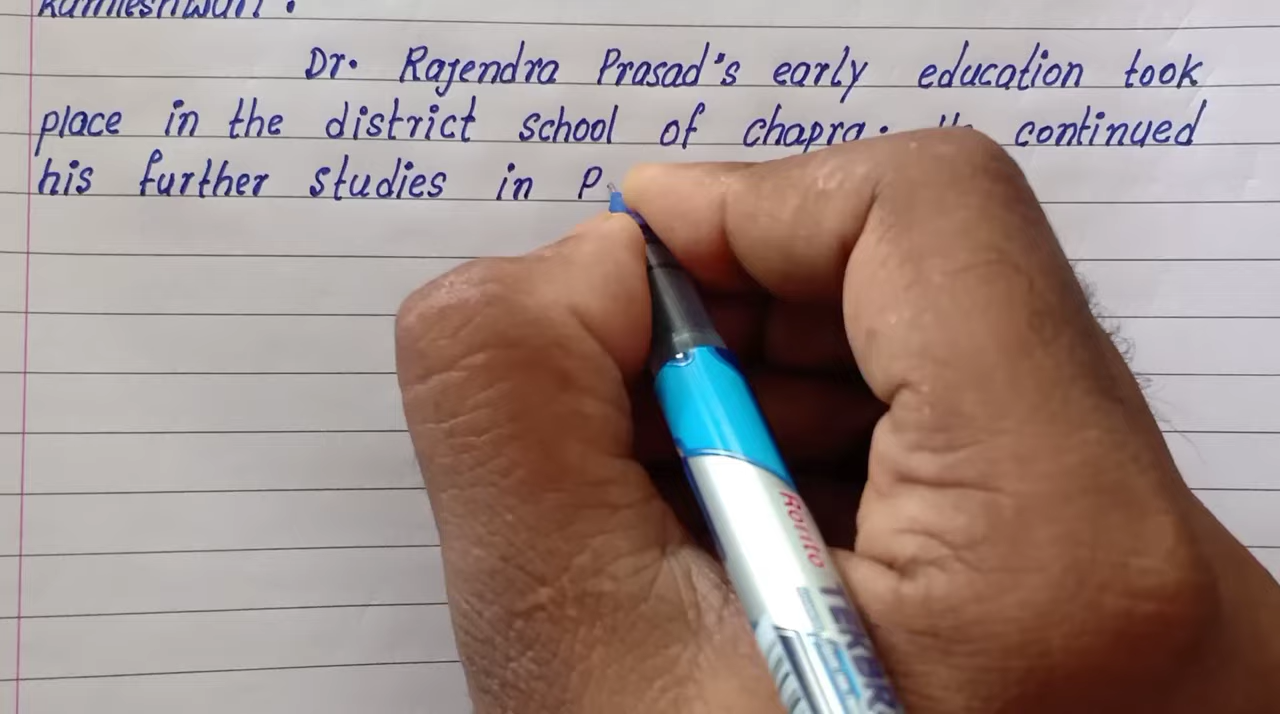 Dr. Rajendra Prasad's early education took
place in the district school of chapra. continued
his further studies in P
Rorito